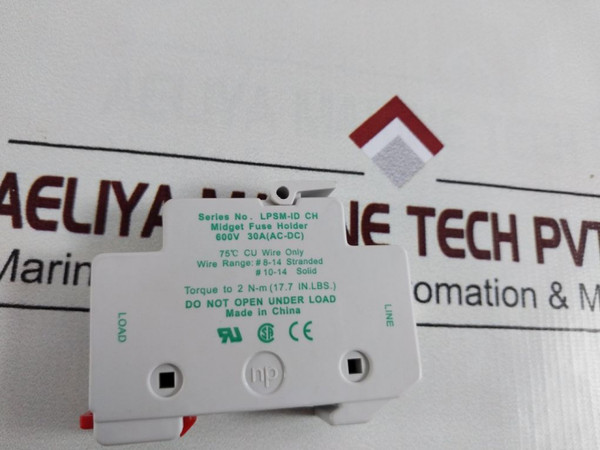 AELIYA MA NE TECH PVT
Marin omation & M
Series No. LPSM-ID CH
Midget Fuse Holder
600V 30A(AC-DC)
75℃ CU Wire Only
Wire Range: #8-14 Stranded
#10-14 Solid
Torque to 2 N-m (17.7 IN.LBS.)
DO NOT OPEN UNDER LOAD
Made in China
LOAD
LINE